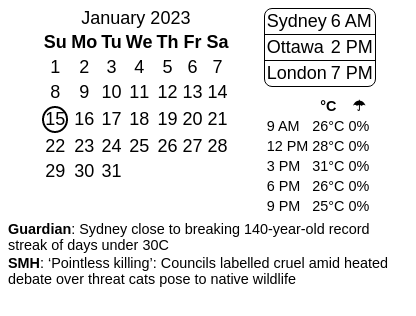 January 2023
Su Mo Tu We Th Fr Sa
1 2 3 4 5 6 7
8 9 10 11 12 13 14
15 16 17 18 19 20 21
22 23 24 25 26 27 28
29 30 31
Sydney 6 AM
Ottawa 2 PM
London 7 PM
°C ☂
9 AM 26°C 0%
12 PM 28°C 0%
3 PM 31°C 0%
6 PM 26°C 0%
9 PM 25°C 0%
Guardian: Sydney close to breaking 140-year-old record
streak of days under 30C
SMH: ‘Pointless killing’: Councils labelled cruel amid heated
debate over threat cats pose to native wildlife